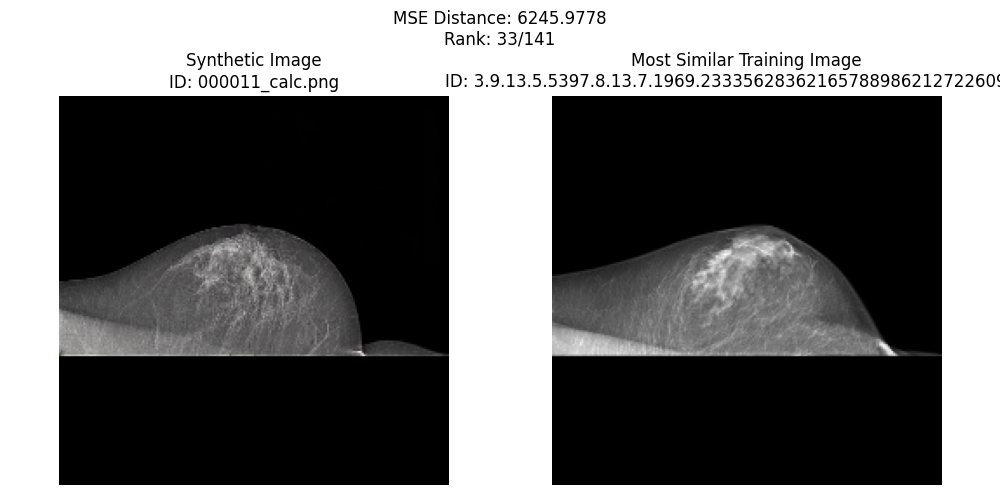 MSE Distance: 6245.9778
Rank: 33/141
Synthetic Image
ID: 000011_calc.png
Most Similar Training Image
ID: 3.9.13.5.5397.8.13.7.1969.23335628362165788986212722609